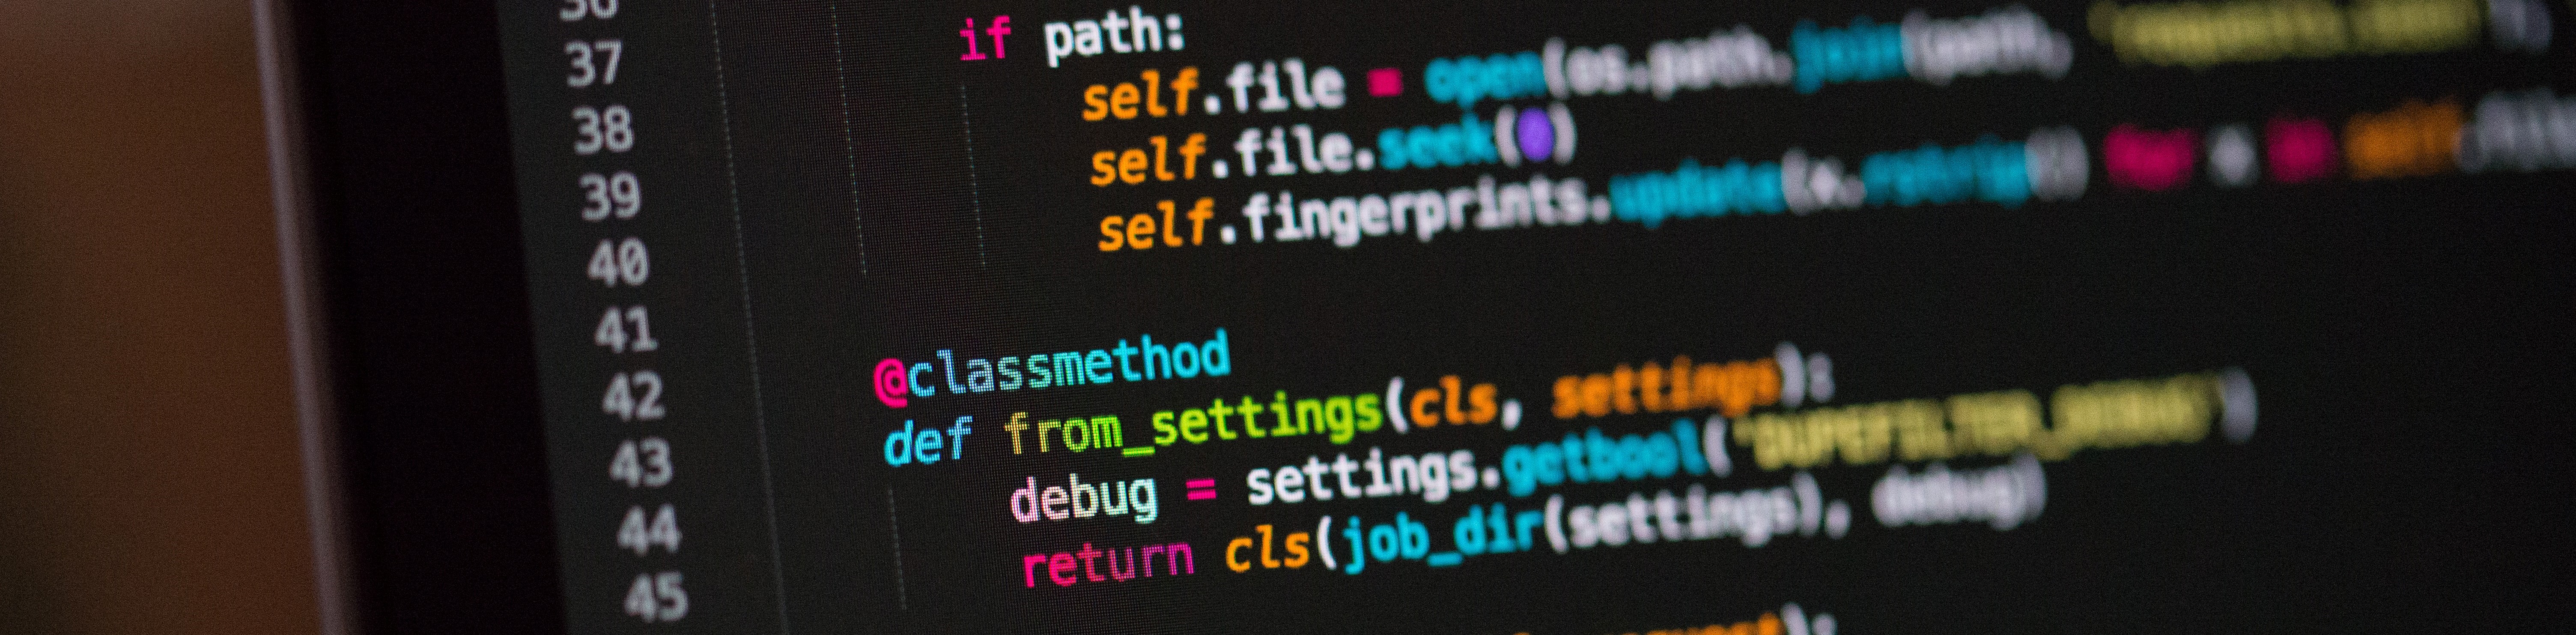 36
37 if path:
38 self.file = open(os.path.join(path,
39 self.file.seek(0)
40 self.fingerprints.update(x.rstrip() for x in self
41
42 @classmethod
43 def from_settings(cls, settings):
44 debug = settings.getbool('DUPEFILTER_DEBUG')
45 return cls(job_dir(settings), debug)